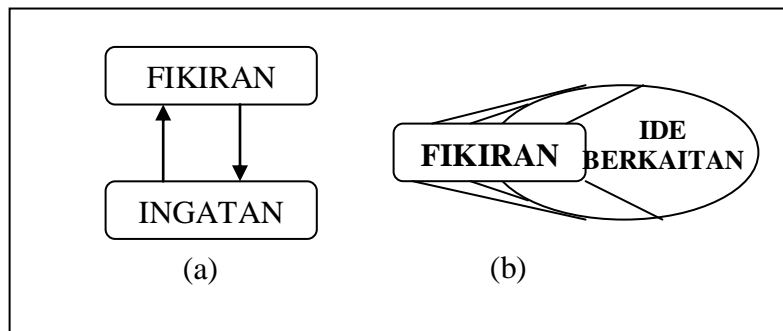 FIKIRAN
INGATAN
(a)
FIKIRAN
IDE
BERKAITAN
(b)